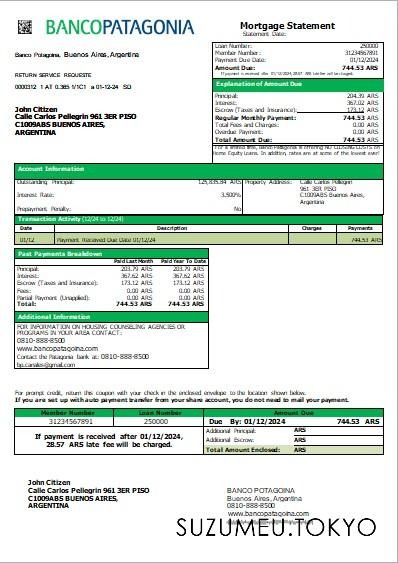 BANCOPATAGONIA
Mortgage Statement
Statement Date:
Banco Potagoina, Buenos Aires, Argentina
Loan Number: 250000
Member Number: 31234567891
Payment Due Date 01/12/2024
Amount Due: 744.53 ARS
If payment is received after 01/12/2024, 28.57 ARS late fee will be charged.
RETURN SERVICE REQUESTE
0000312 1 AT 0.365 1/1C1 a 01-12-24 SD
John Citizen
Calle Carlos Pellegrin 961 3ER PISO
C1009ABS BUENOS AIRES,
ARGENTINA
Explanation of Amount Due
Principal: 204.39 ARS
Interest: 367.02 ARS
Escrow (Taxes and Insurance): 173.12 ARS
Regular Monthly Payment: 744.53 ARS
Total Fees and Charges: 0.00 ARS
Overdue Payment: 0.00 ARS
Total Amount Due: 744.53 ARS
For a limited time, Banco Patagonia is offering NO CLOSING COSTS on
Home Equity Loans. In addition, rates are at some of the lowest ever!
Account Information
Outstanding Principal: 125,835.84 ARS
Interest Rate: 3.500%
Prepayment Penalty: No
Property Address: Calle Carlos Pellegrin
961 3ER PISO
C1009ABS Buenos Aires,
Argentina
Transaction Activity (12/24 to 12/24)
Date Description Charges Payments
01/12 Payment Received Due Date 01/12/24 744.53 ARS
Past Payments Breakdown
Paid Last Month Paid Year To Date
Principal: 203.79 ARS 203.79 ARS
Interest: 367.62 ARS 367.62 ARS
Escrow (Taxes and Insurance): 173.12 ARS 173.12 ARS
Fees: 0.00 ARS 0.00 ARS
Partial Payment (Unapplied): 0.00 ARS 0.00 ARS
Total: 744.53 ARS 744.53 ARS
Additional Information
FOR INFORMATION ON HOUSING COUNSELING AGENCIES OR
PROGRAMS IN YOUR AREA CONTACT:
0810-888-8500
www.bancopatagoina.com
Contact the Patagonia bank at: 0810-888-8500
bp.canales@gmail.com
For prompt credit, return this coupon with your check in the enclosed envelope to the location shown below.
If you are set up with auto payment transfer from your share account, you do not need to mail your payment.
Member Number Loan Number Amount Due
31234567891 250000 Due By: 01/12/2024 744.53 ARS
If payment is received after 01/12/2024,
28.57 ARS late fee will be charged.
Additional Principal: ARS
Additional Escrow: ARS
Total Amount Enclosed: ARS
John Citizen
Calle Carlos Pellegrin 961 3ER PISO
C1009ABS BUENOS AIRES,
ARGENTINA
BANCO POTAGOINA
Buenos Aires, Argentina
0810-888-8500
www.bancopatagoina.com
SUZUMEU.TOKYO